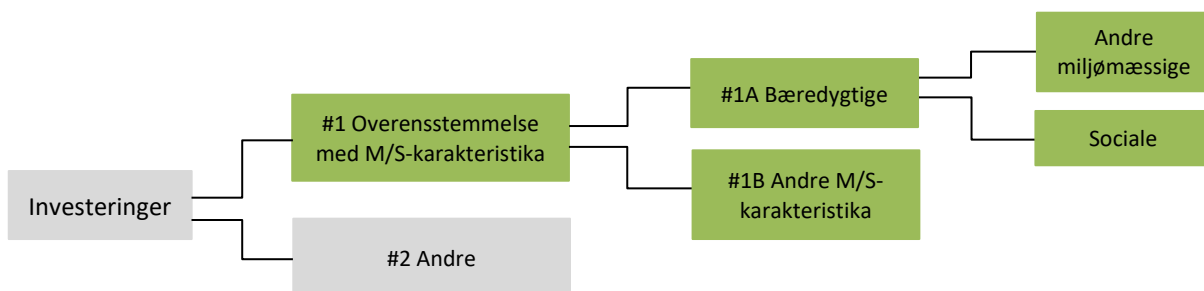 Investeringer
#1 Overensstemmelse
med M/S-karakteristika
#2 Andre
#1A Bæredygtige
#1B Andre M/S-
karakteristika
Andre
miljømæssige
Sociale